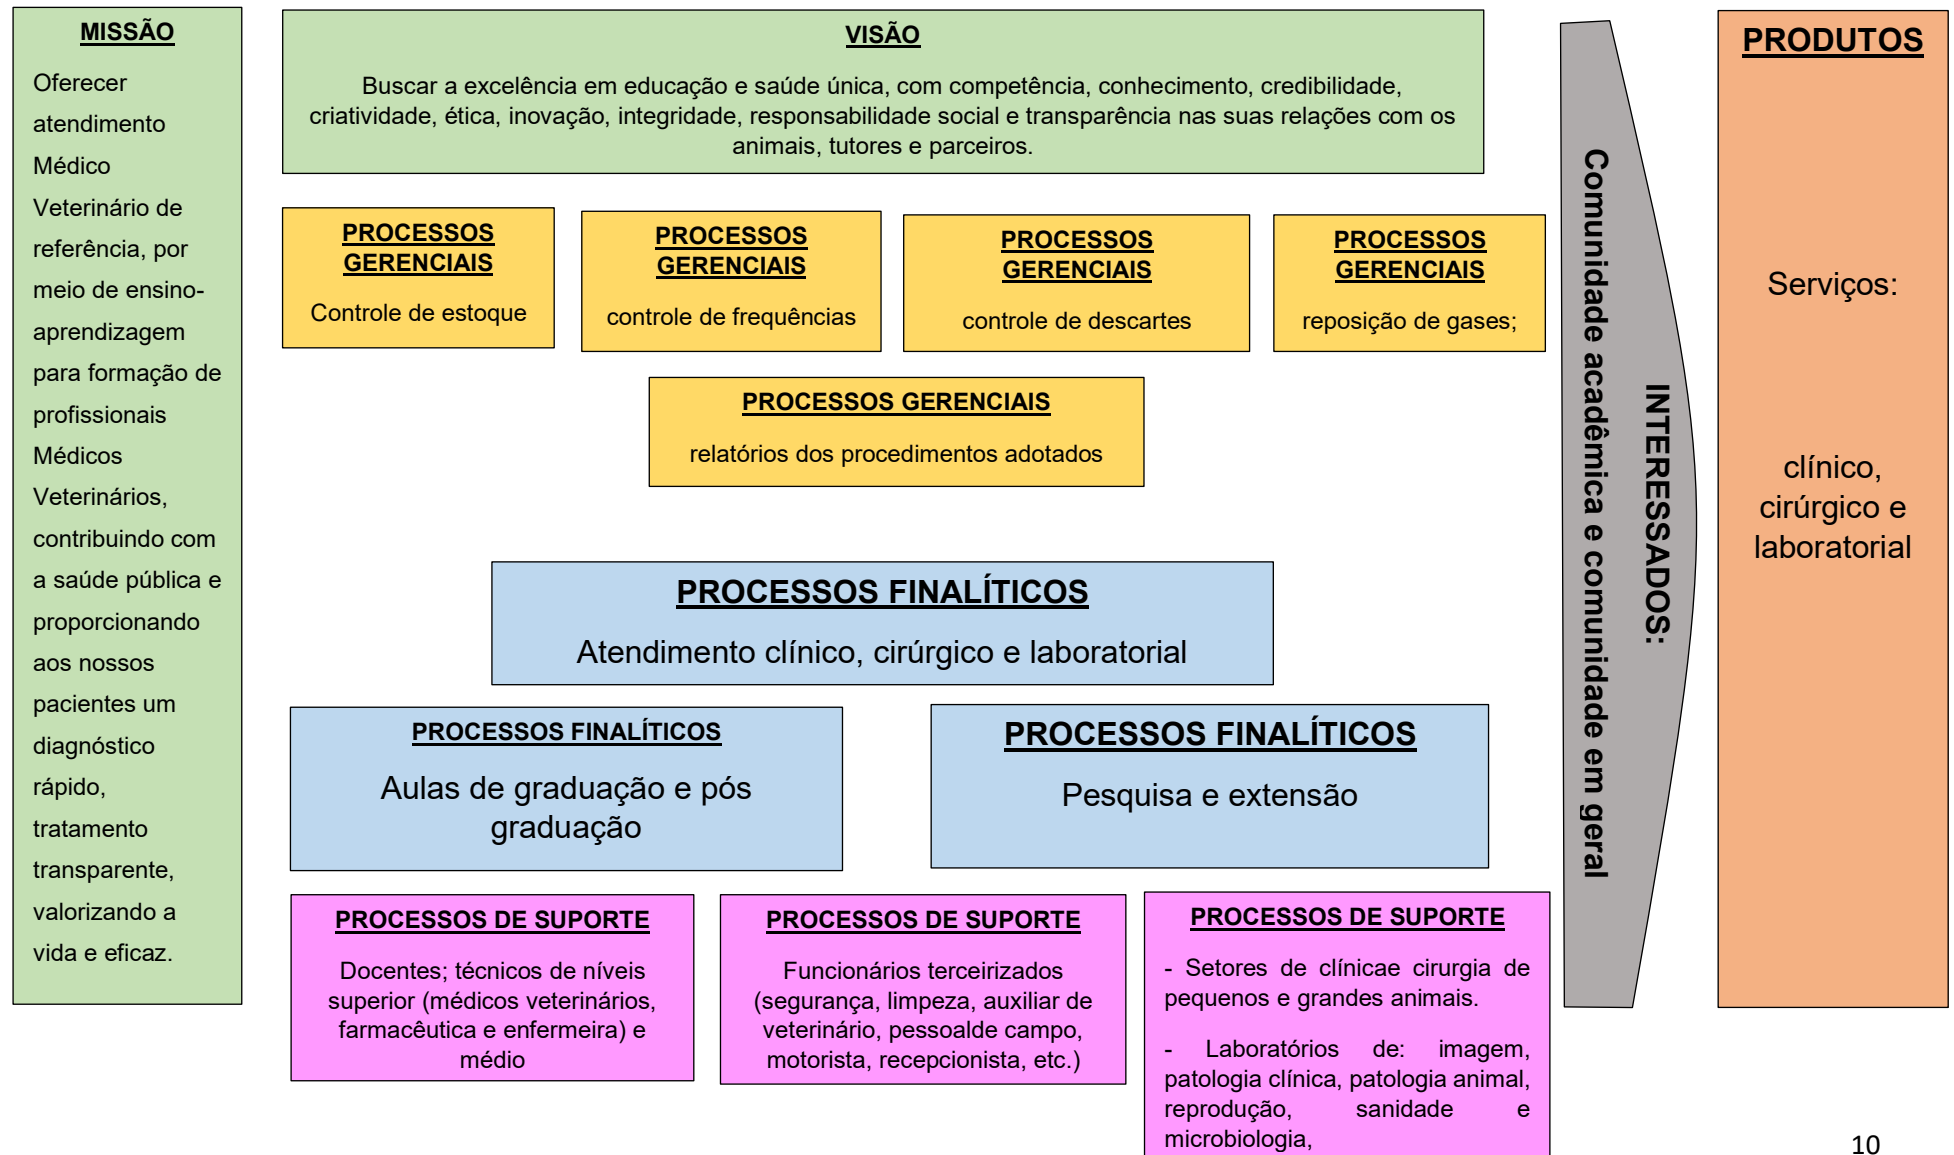 MISSÃO
Oferecer
atendimento
Médico
Veterinário de
referência, por
meio de ensino-
aprendizagem
para formação de
profissionais
Médicos
Veterinários,
contribuindo com
a saúde pública e
proporcionando
aos nossos
pacientes um
diagnóstico
rápido,
tratamento
transparente,
valorizando a
vida e eficaz.
VISÃO
Buscar a excelência em educação e saúde única, com competência, conhecimento, credibilidade,
criatividade, ética, inovação, integridade, responsabilidade social e transparência nas suas relações com os
animais, tutores e parceiros.
PROCESSOS
GERENCIAIS
Controle de estoque
PROCESSOS
GERENCIAIS
controle de frequências
PROCESSOS
GERENCIAIS
controle de descartes
PROCESSOS
GERENCIAIS
reposição de gases;
PROCESSOS GERENCIAIS
relatórios dos procedimentos adotados
PROCESSOS FINALÍTICOS
Atendimento clínico, cirúrgico e laboratorial
PROCESSOS FINALÍTICOS
Aulas de graduação e pós
graduação
PROCESSOS FINALÍTICOS
Pesquisa e extensão
PROCESSOS DE SUPORTE
Docentes; técnicos de níveis
superior (médicos veterinários,
farmacêutica e enfermeira) e
médio
PROCESSOS DE SUPORTE
Funcionários terceirizados
(segurança, limpeza, auxiliar de
veterinário, pessoalde campo,
motorista, recepcionista, etc.)
PROCESSOS DE SUPORTE
- Setores de clínicae cirurgia de
pequenos e grandes animais.
- Laboratórios de: imagem,
patologia clínica, patologia animal,
reprodução, sanidade e
microbiologia,
INTERESSADOS:
Comunidade acadêmica e comunidade em geral
PRODUTOS
Serviços:
clínico,
cirúrgico e
laboratorial
10